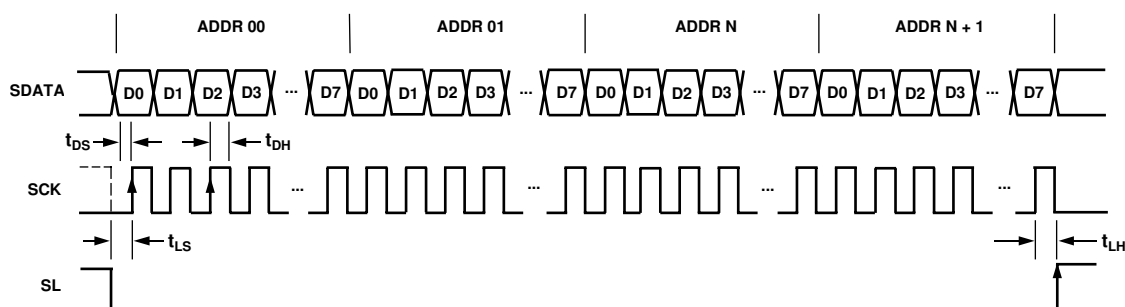 ADDR 00 ADDR 01 ADDR N ADDR N + 1
SDATA D0 D1 D2 D3 ... D7 D0 D1 D2 D3 ... D7 D0 D1 D2 D3 ... D7 D0 D1 D2 D3 ... D7
tDS tDH
SCK ... ... ... ...
tLS tLH
SL